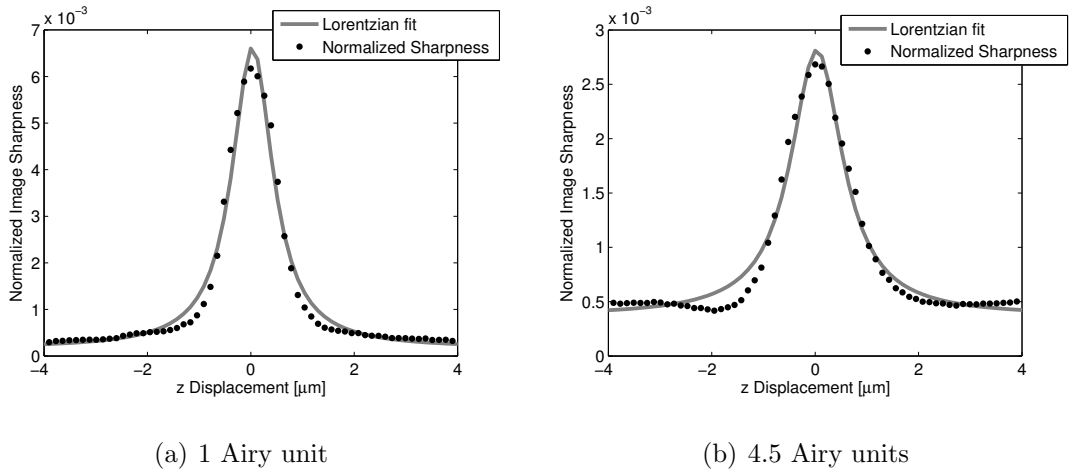 x 10⁻³
Lorentzian fit
Normalized Sharpness
7
6
5
4
3
2
1
0
Normalized Image Sharpness
−4
−2
0
2
4
z Displacement [μm]
(a) 1 Airy unit
x 10⁻³
Lorentzian fit
Normalized Sharpness
3
2.5
2
1.5
1
0.5
0
Normalized Image Sharpness
−4
−2
0
2
4
z Displacement [μm]
(b) 4.5 Airy units